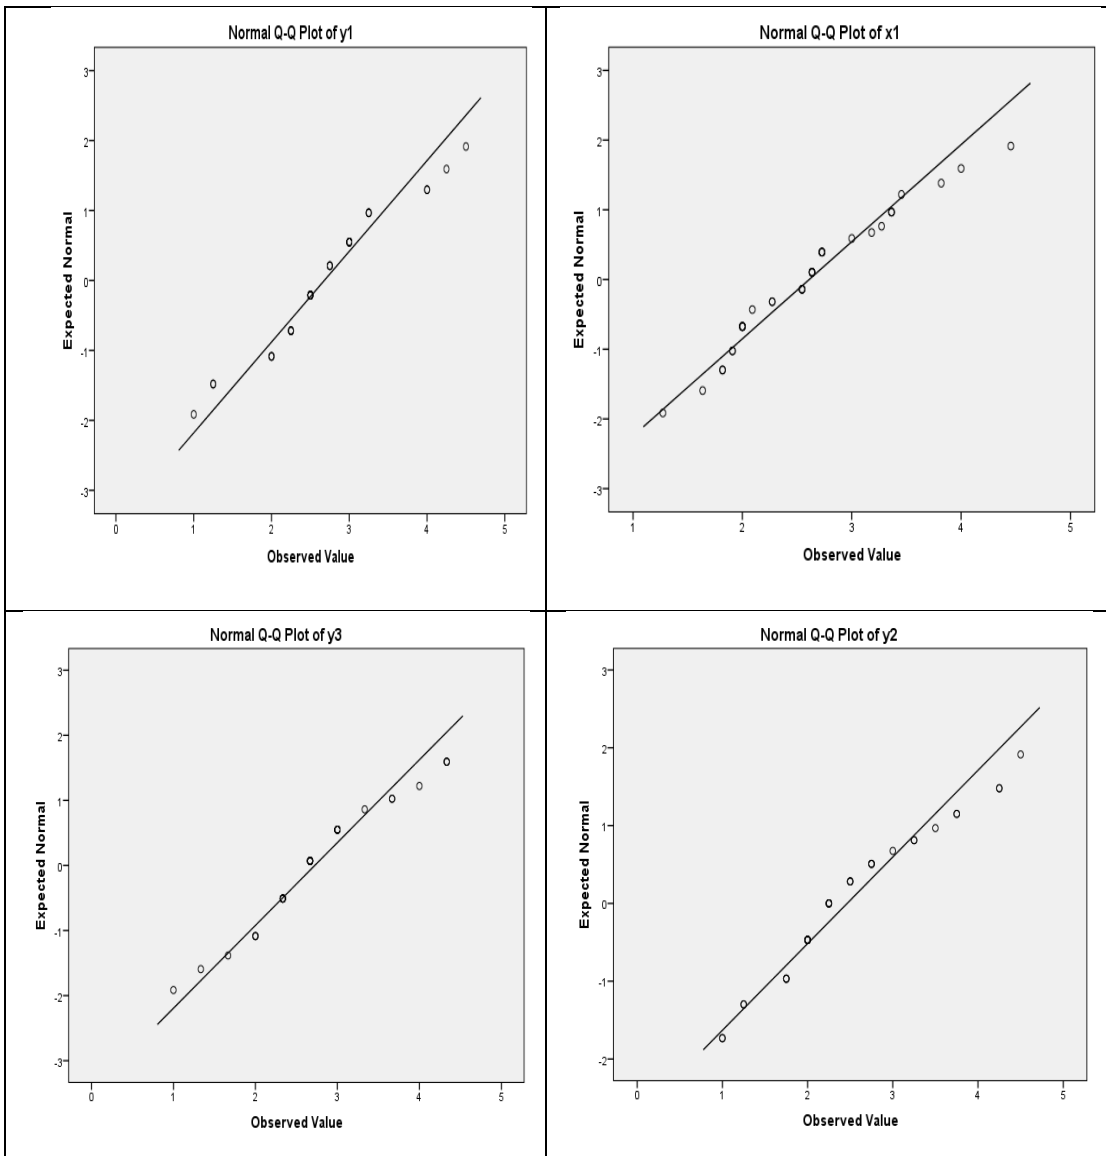 Normal Q-Q Plot of y1
3
2
1
0
-1
-2
-3
Expected Normal
0 1 2 3 4 5
Observed Value
Normal Q-Q Plot of x1
3
2
1
0
-1
-2
-3
Expected Normal
1 2 3 4 5
Observed Value
Normal Q-Q Plot of y3
3
2
1
0
-1
-2
-3
Expected Normal
0 1 2 3 4 5
Observed Value
Normal Q-Q Plot of y2
3
2
1
0
-1
-2
Expected Normal
0 1 2 3 4 5
Observed Value